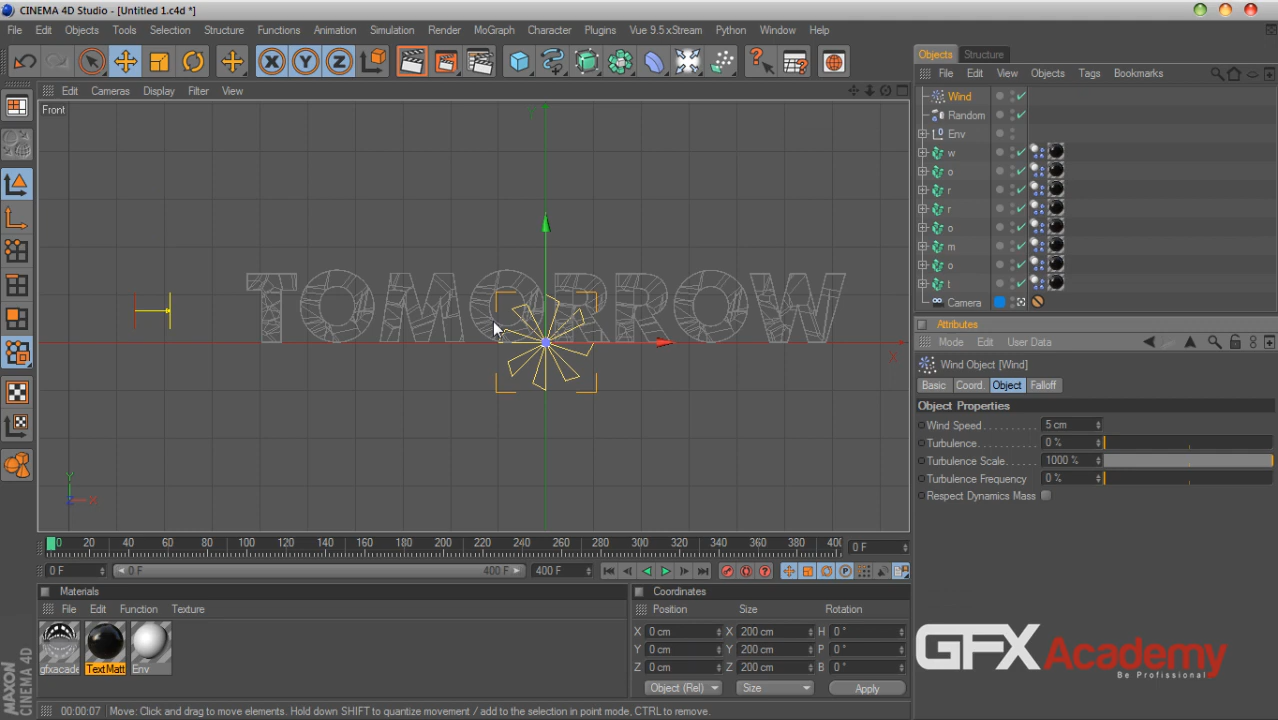 CINEMA 4D Studio - [Untitled 1.c4d *]
File Edit Objects Tools Selection Structure Functions Animation Simulation Render MoGraph Character Plugins Vue 9.5 xStream Python Window Help
Edit Cameras Display Filter View
Front
TOMORROW
Y
X
Y
Z X
0 20 40 60 80 100 120 140 160 180 200 220 240 260 280 300 320 340 360 380 40
0 F
0 F
0 F
400 F
400 F
Materials
File Edit Function Texture
gfxacade
TextMatt
Env
Coordinates
Position Size Rotation
X 0 cm X 200 cm H 0 °
Y 0 cm Y 200 cm P 0 °
Z 0 cm Z 200 cm B 0 °
Object (Rel) Size Apply
00:00:07 Move: Click and drag to move elements. Hold down SHIFT to quantize movement / add to the selection in point mode, CTRL to remove.
MAXON
CINEMA 4D
Objects Structure
File Edit View Objects Tags Bookmarks
Wind
Random
Env
w
o
r
r
o
m
o
t
Camera
Attributes
Mode Edit User Data
Wind Object [Wind]
Basic Coord. Object Falloff
Object Properties
Wind Speed 5 cm
Turbulence 0 %
Turbulence Scale 1000 %
Turbulence Frequency 0 %
Respect Dynamics Mass
GFXAcademy
Be Profissional